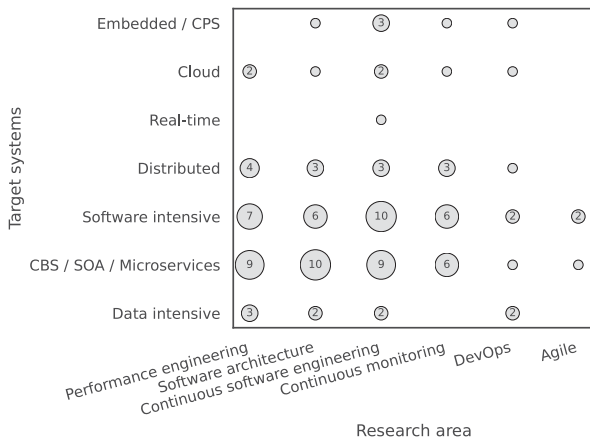 Target systems
Embedded / CPS 3
Cloud 2 2
Real-time
Distributed 4 3 3 3
Software intensive 7 6 10 6 2 2
CBS / SOA / Microservices 9 10 9 6
Data intensive 3 2 2 2
Performance engineering
Software architecture
Continuous software engineering
Continuous monitoring
DevOps
Agile
Research area